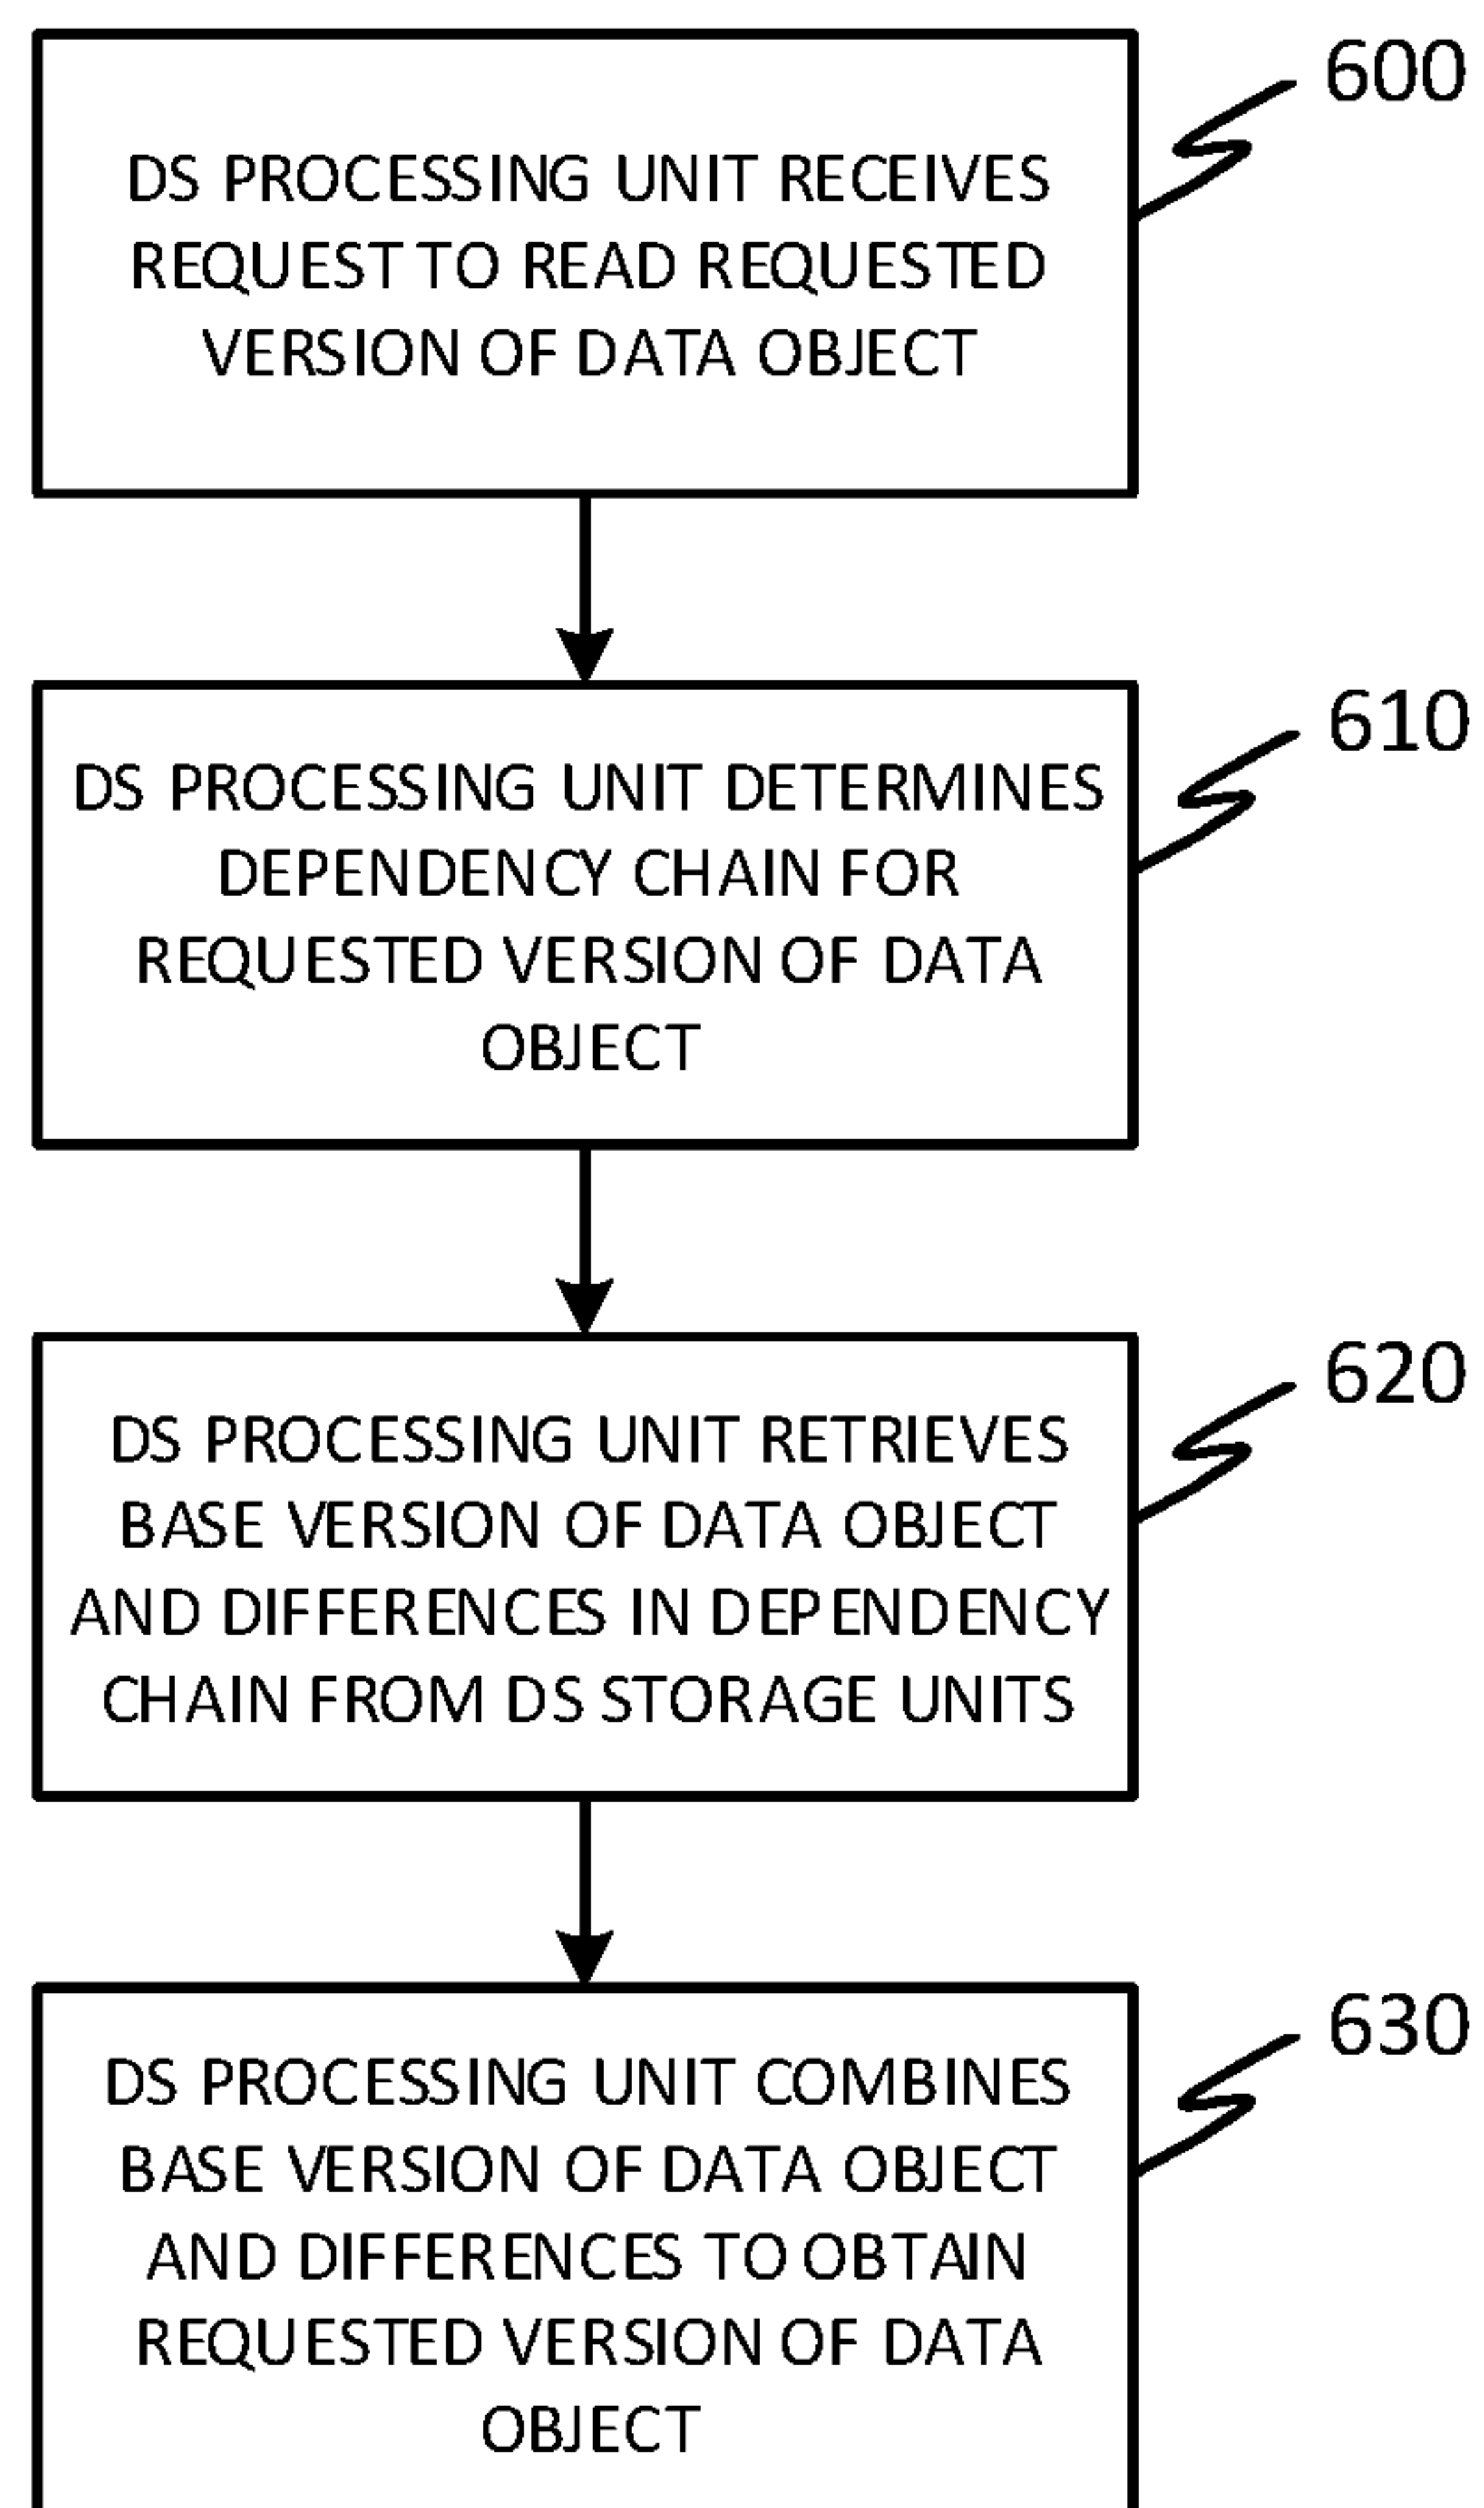 600
DS PROCESSING UNIT RECEIVES
REQUEST TO READ REQUESTED
VERSION OF DATA OBJECT
610
DS PROCESSING UNIT DETERMINES
DEPENDENCY CHAIN FOR
REQUESTED VERSION OF DATA
OBJECT
620
DS PROCESSING UNIT RETRIEVES
BASE VERSION OF DATA OBJECT
AND DIFFERENCES IN DEPENDENCY
CHAIN FROM DS STORAGE UNITS
630
DS PROCESSING UNIT COMBINES
BASE VERSION OF DATA OBJECT
AND DIFFERENCES TO OBTAIN
REQUESTED VERSION OF DATA
OBJECT